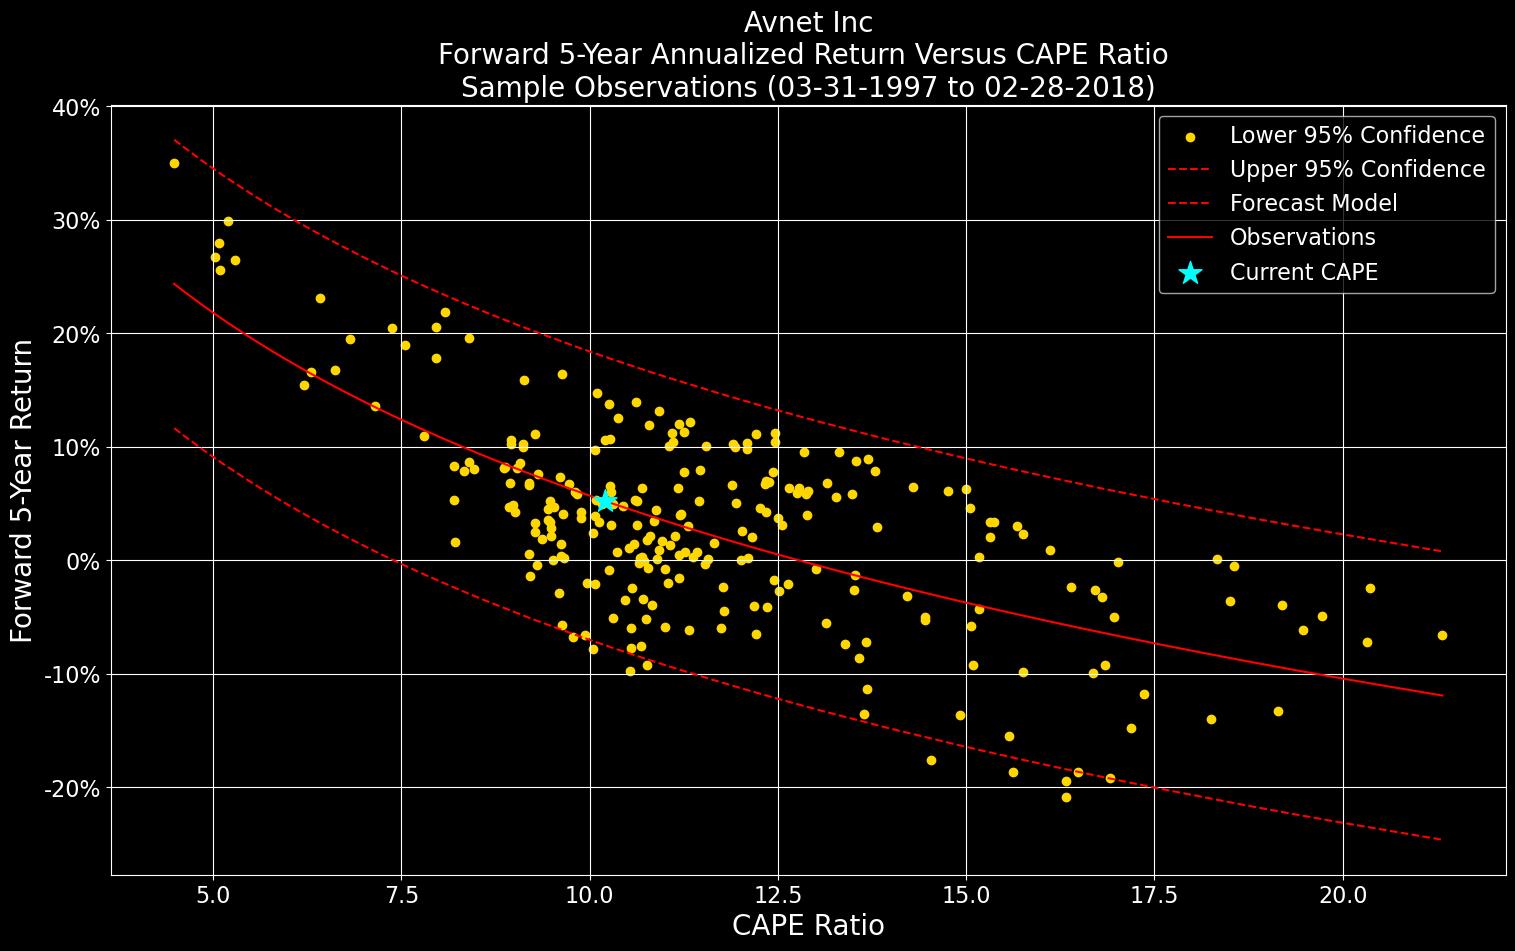 Avnet Inc
Forward 5-Year Annualized Return Versus CAPE Ratio
Sample Observations (03-31-1997 to 02-28-2018)
Lower 95% Confidence
Upper 95% Confidence
Forecast Model
Observations
Current CAPE
Forward 5-Year Return
40%
30%
20%
10%
0%
-10%
-20%
5.0 7.5 10.0 12.5 15.0 17.5 20.0
CAPE Ratio